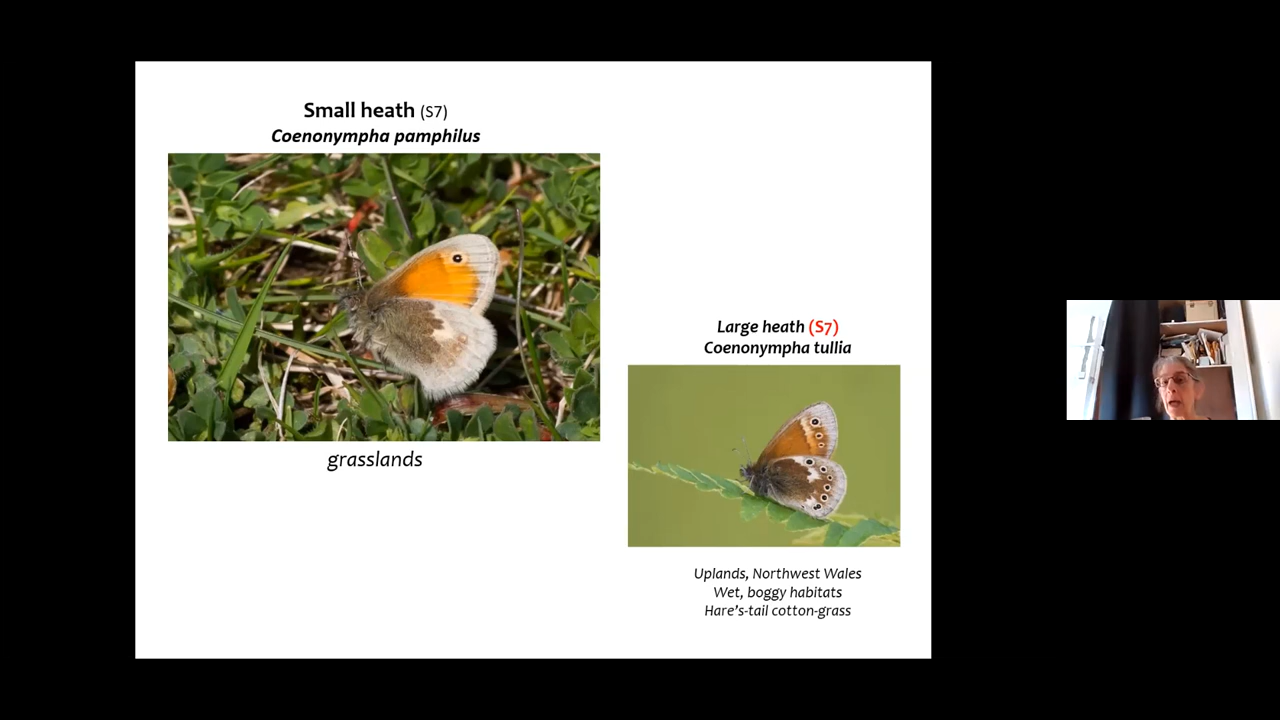 Small heath (S7)
Coenonympha pamphilus
grasslands
Large heath (S7)
Coenonympha tullia
Uplands, Northwest Wales
Wet, boggy habitats
Hare's-tail cotton-grass